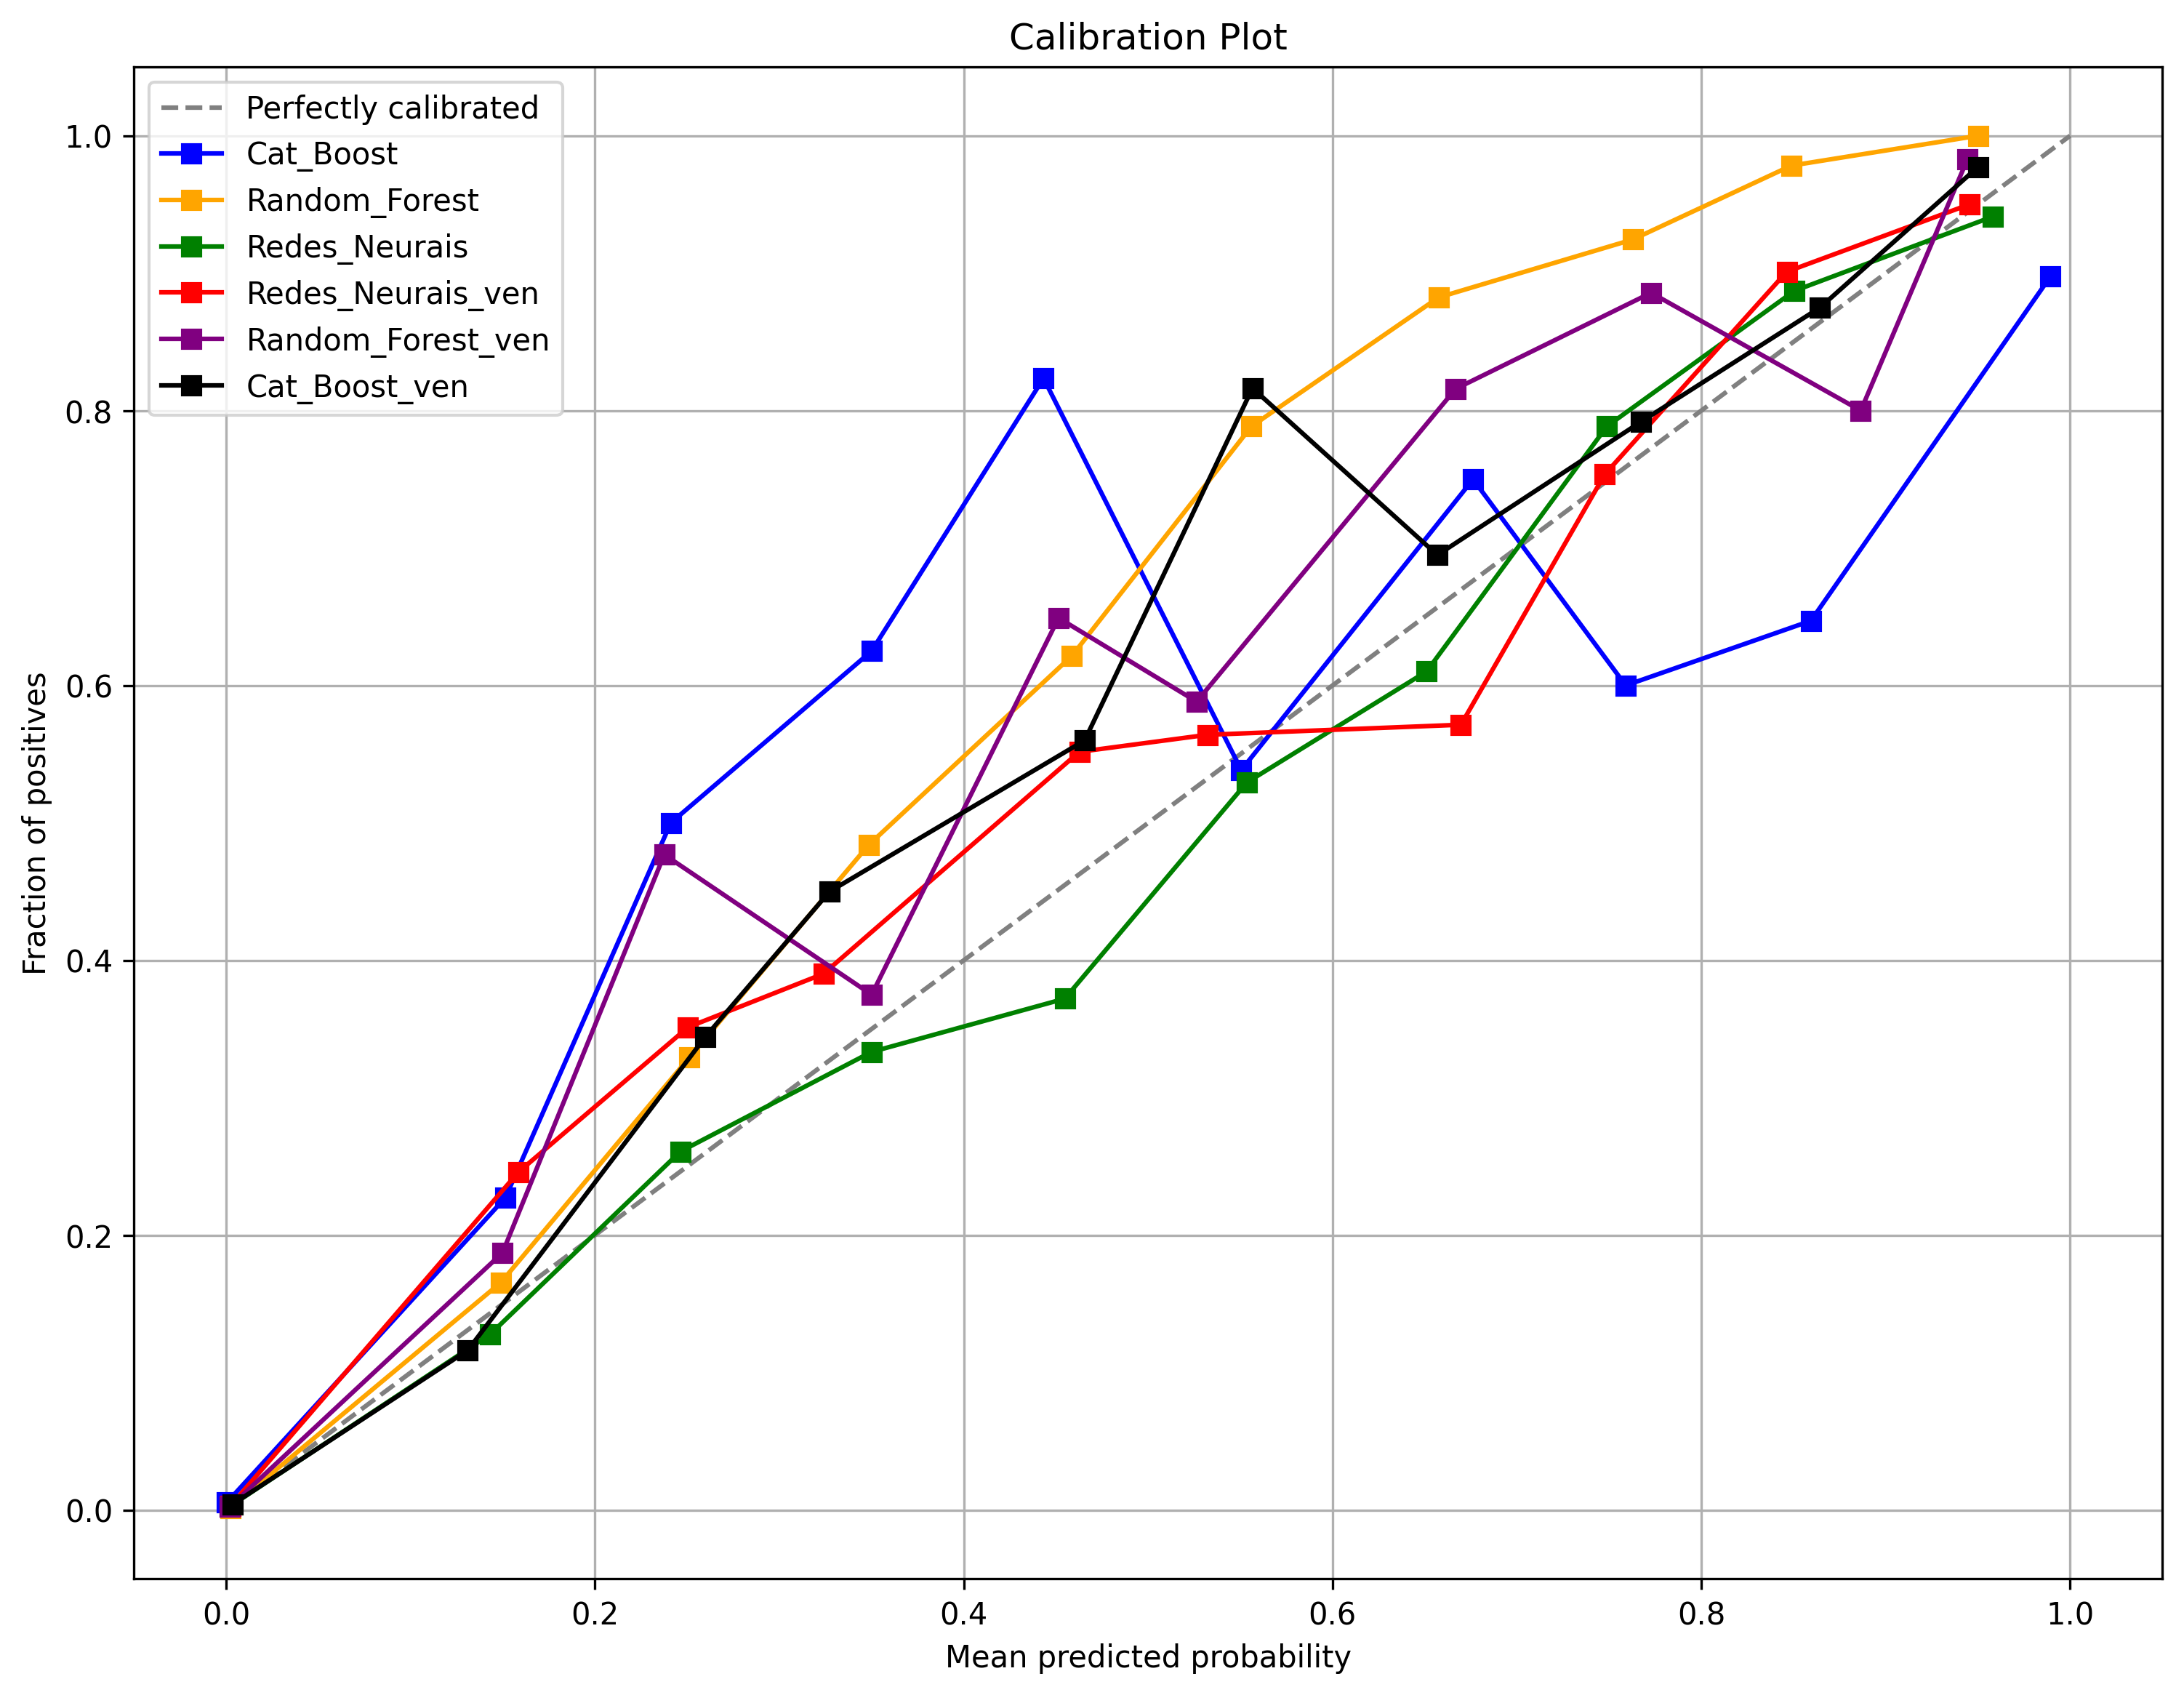 Calibration Plot
Perfectly calibrated
Cat_Boost
Random_Forest
Redes_Neurais
Redes_Neurais_ven
Random_Forest_ven
Cat_Boost_ven
Fraction of positives
1.0
0.8
0.6
0.4
0.2
0.0
0.0 0.2 0.4 0.6 0.8 1.0
Mean predicted probability